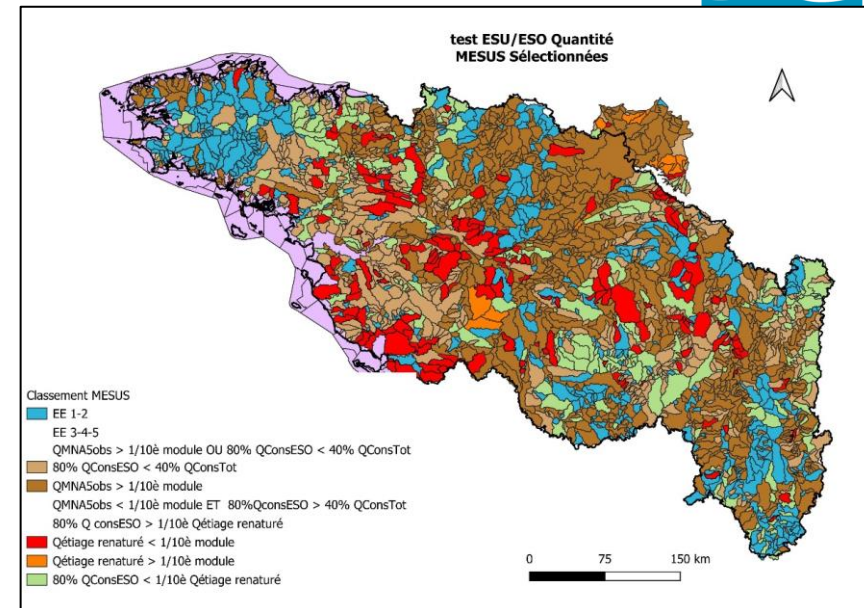 test ESU/ESO Quantité
MESUS Sélectionnées
Classement MESUS
EE 1-2
EE 3-4-5
QMNA5obs > 1/10è module OU 80% QConsESO < 40% QConsTot
80% QConsESO < 40% QConsTot
QMNA5obs > 1/10è module
QMNA5obs < 1/10è module ET 80%QconsESO > 40% QConsTot
80% Q consESO > 1/10è Qétiage renaturé
Qétiage renaturé < 1/10è module
Qétiage renaturé > 1/10è module
80% QConsESO < 1/10è Qétiage renaturé
0 75 150 km